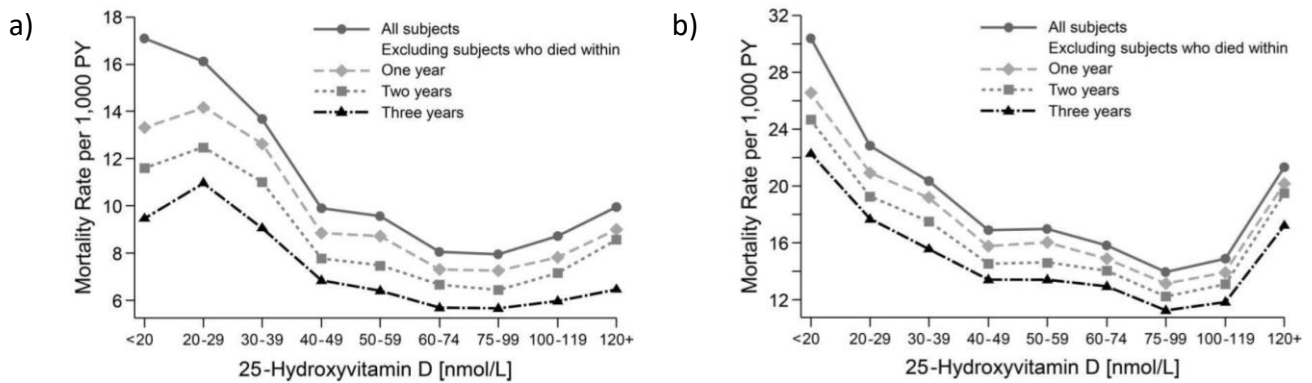 a)
Mortality Rate per 1,000 PY
18
16
14
12
10
8
6
All subjects
Excluding subjects who died within
One year
Two years
Three years
<20 20-29 30-39 40-49 50-59 60-74 75-99 100-119 120+
25-Hydroxyvitamin D [nmol/L]
b)
Mortality Rate per 1,000 PY
32
28
24
20
16
12
All subjects
Excluding subjects who died within
One year
Two years
Three years
<20 20-29 30-39 40-49 50-59 60-74 75-99 100-119 120+
25-Hydroxyvitamin D [nmol/L]